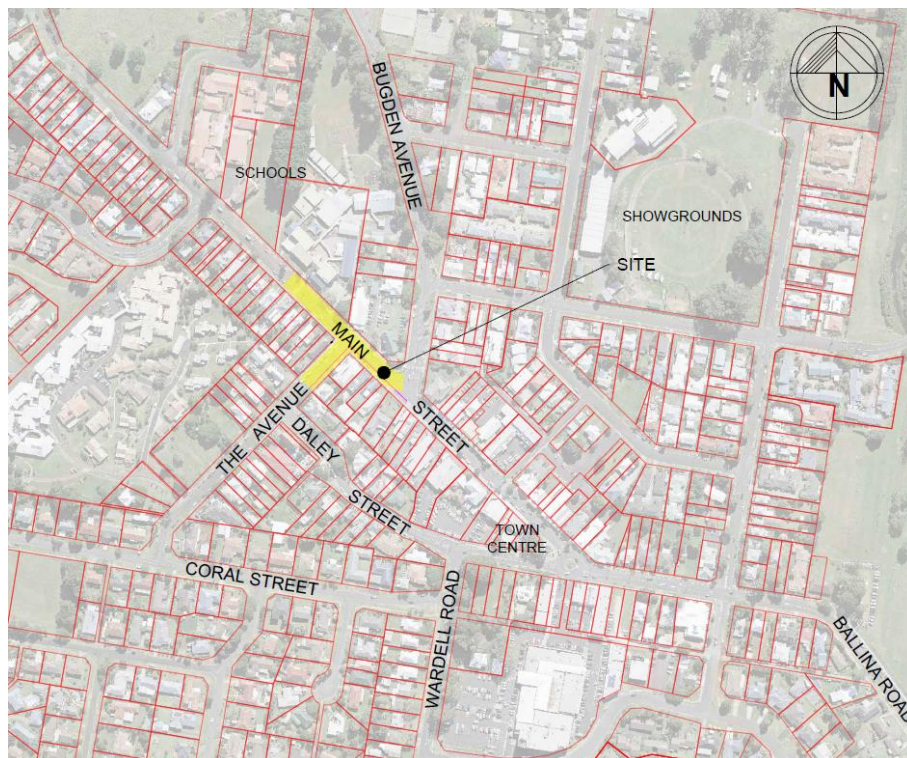 N
BUGDEN AVENUE
SCHOOLS
SHOWGROUNDS
SITE
MAIN
STREET
THE AVENUE
DALEY
STREET
TOWN
CENTRE
CORAL STREET
WARDELL ROAD
BALLINA ROAD